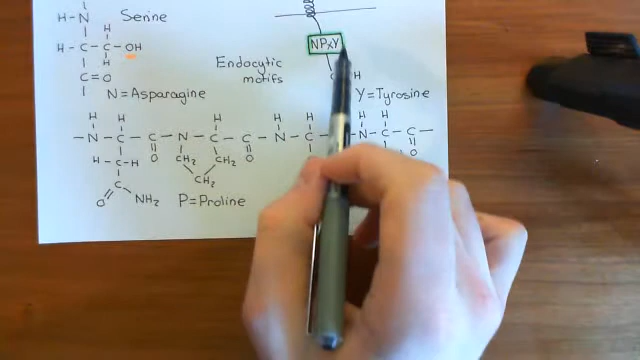 N
H-N Serine
H
H-C-C-OH
H
C=O
C
N=Asparagine
NPxY
Endocytic
motifs
H
Y=Tyrosine
H H H H H H
-N-C-C-N-C-C-N-C N-C-C-
O O O
H-C-H CH₂ CH₂
C CH₂
O NH₂ P=Proline